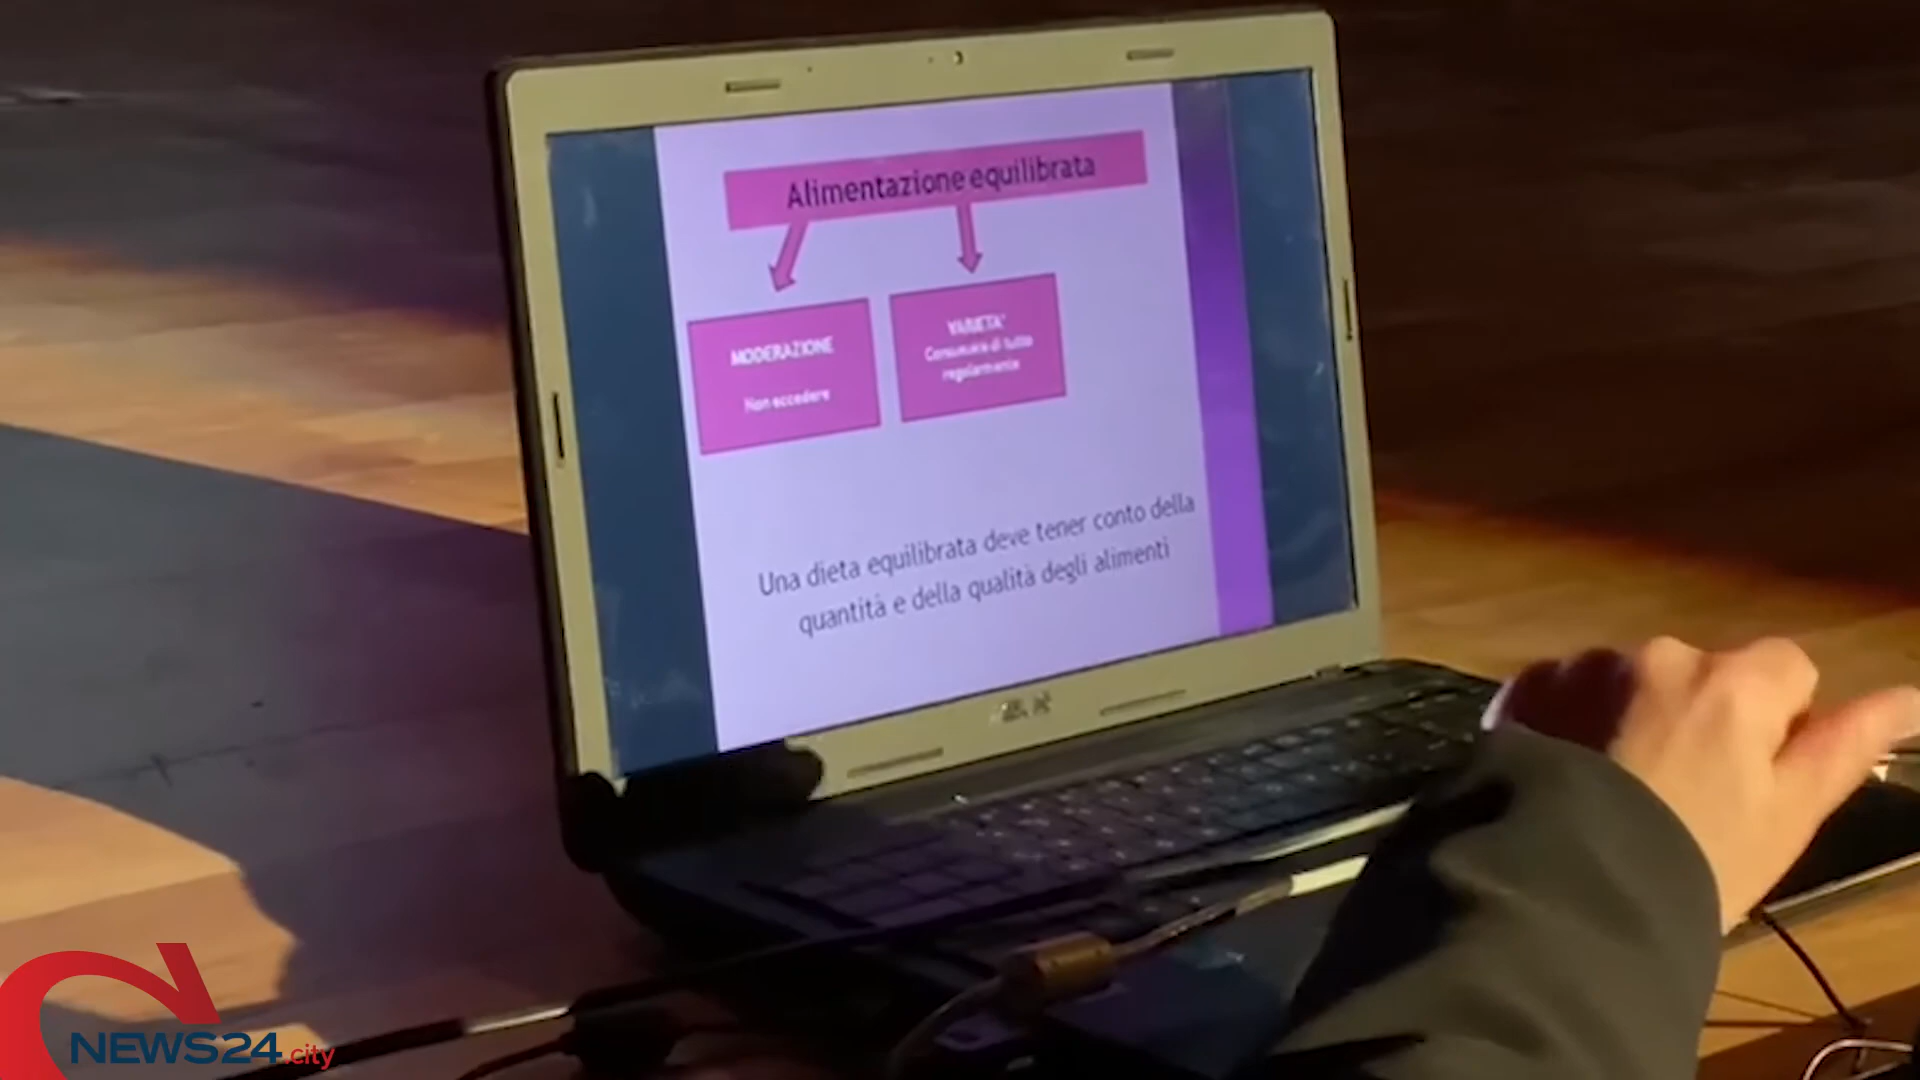 Alimentazione equilibrata
MODERAZIONE
Non eccedere
VARIETA'
Consumare di tutto
regolarmente
Una dieta equilibrata deve tener conto della
quantità e della qualità degli alimenti
NEWS24.city